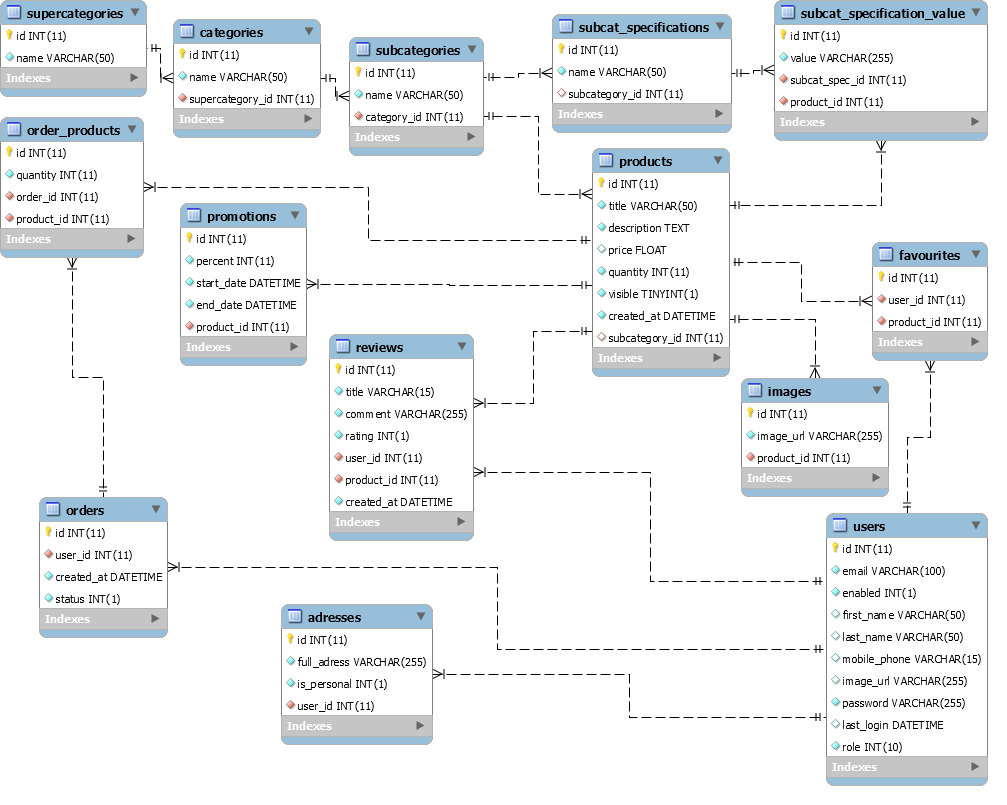 supercategories
id INT(11)
name VARCHAR(50)
Indexes
categories
id INT(11)
name VARCHAR(50)
supercategory_id INT(11)
Indexes
subcategories
id INT(11)
name VARCHAR(50)
category_id INT(11)
Indexes
subcat_specifications
id INT(11)
name VARCHAR(50)
subcategory_id INT(11)
Indexes
subcat_specification_value
id INT(11)
value VARCHAR(255)
subcat_spec_id INT(11)
product_id INT(11)
Indexes
order_products
id INT(11)
quantity INT(11)
order_id INT(11)
product_id INT(11)
Indexes
promotions
id INT(11)
percent INT(11)
start_date DATETIME
end_date DATETIME
product_id INT(11)
Indexes
products
id INT(11)
title VARCHAR(50)
description TEXT
price FLOAT
quantity INT(11)
visible TINYINT(1)
created_at DATETIME
subcategory_id INT(11)
Indexes
favourites
id INT(11)
user_id INT(11)
product_id INT(11)
Indexes
reviews
id INT(11)
title VARCHAR(15)
comment VARCHAR(255)
rating INT(1)
user_id INT(11)
product_id INT(11)
created_at DATETIME
Indexes
images
id INT(11)
image_url VARCHAR(255)
product_id INT(11)
Indexes
orders
id INT(11)
user_id INT(11)
created_at DATETIME
status INT(1)
Indexes
adresses
id INT(11)
full_adress VARCHAR(255)
is_personal INT(1)
user_id INT(11)
Indexes
users
id INT(11)
email VARCHAR(100)
enabled INT(1)
first_name VARCHAR(50)
last_name VARCHAR(50)
mobile_phone VARCHAR(15)
image_url VARCHAR(255)
password VARCHAR(255)
last_login DATETIME
role INT(10)
Indexes